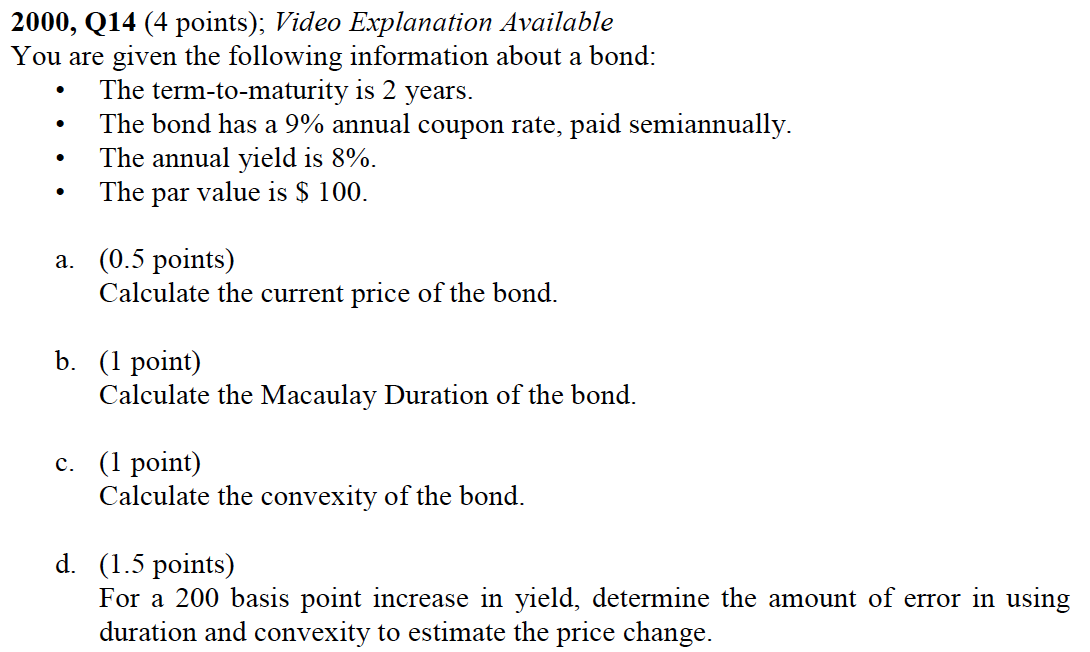 2000, Q14 (4 points); Video Explanation Available
You are given the following information about a bond:
• The term-to-maturity is 2 years.
• The bond has a 9% annual coupon rate, paid semiannually.
• The annual yield is 8%.
• The par value is $ 100.
a. (0.5 points)
Calculate the current price of the bond.
b. (1 point)
Calculate the Macaulay Duration of the bond.
c. (1 point)
Calculate the convexity of the bond.
d. (1.5 points)
For a 200 basis point increase in yield, determine the amount of error in using
duration and convexity to estimate the price change.